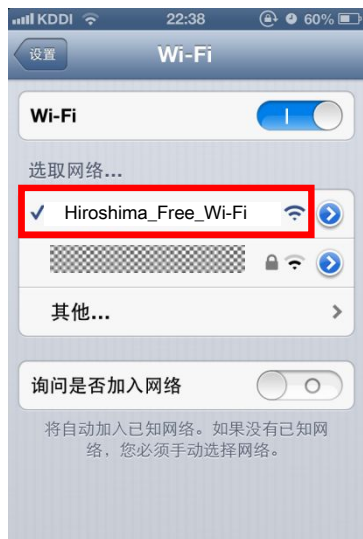 KDDI 22:38 60%
设置 Wi-Fi
Wi-Fi
选取网络...
Hiroshima_Free_Wi-Fi
其他...
询问是否加入网络
将自动加入已知网络。如果没有已知网
络，您必须手动选择网络。